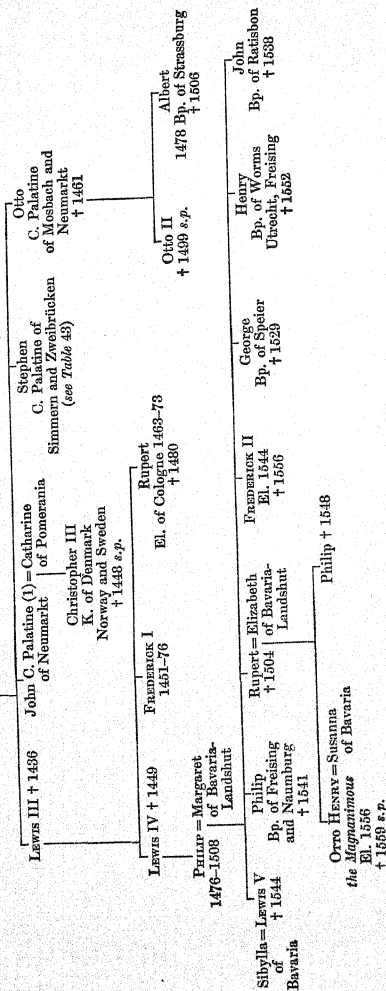 LEWIS III † 1436
John C. Palatine (1) = Catharine
of Neumarkt
of Pomerania
Christopher III
K. of Denmark
Norway and Sweden
† 1448 s.p.
Stephen
C. Palatine of
Simmern and Zweibrücken
(see Table 43)
Otto
C. Palatine
of Mosbach and
Neumarkt
† 1461
LEWIS IV † 1449
FREDERICK I
1451-76
Rupert
El. of Cologne 1463-73
† 1480
Otto II
† 1499 s.p.
Albert
1478 Bp. of Strassburg
† 1506
PHILIP = Margaret
1476-1508
of Bavaria-
Landshut
Sibylla = LEWIS V
of
Bavaria
† 1544
Philip
Bp. of Freising
and Naumburg
† 1541
Rupert = Elizabeth
† 1504
of Bavaria-
Landshut
FREDERICK II
El. 1544
† 1556
George
Bp. of Speier
† 1529
Henry
Bp. of Worms
Utrecht, Freising
† 1552
John
Bp. of Ratisbon
† 1538
OTTO HENRY = Susanna
the Magnanimous
of Bavaria
El. 1556
† 1559 s.p.
Philip † 1548